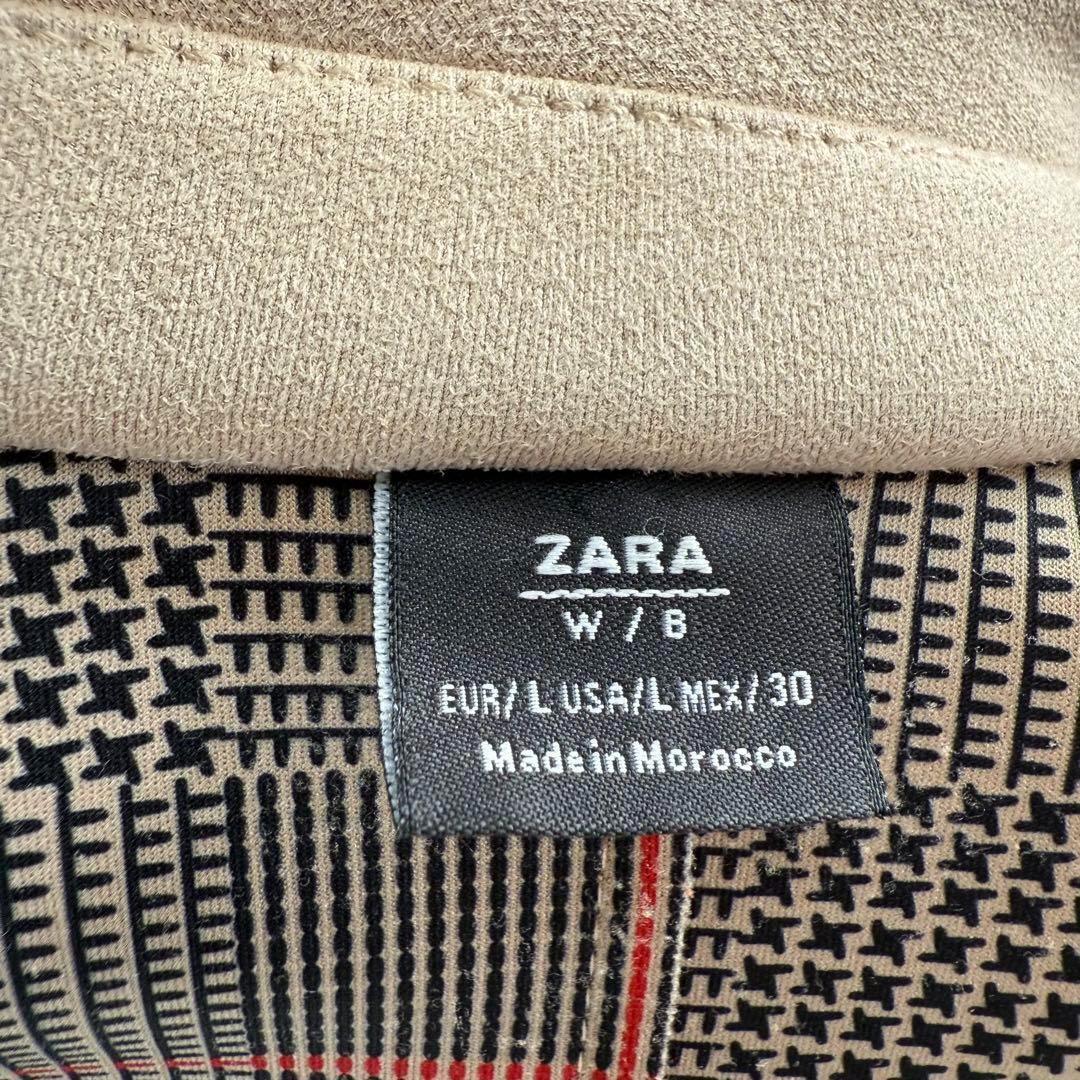 ZARA
W / B
EUR/L USA/L MEX/30
Made in Morocco